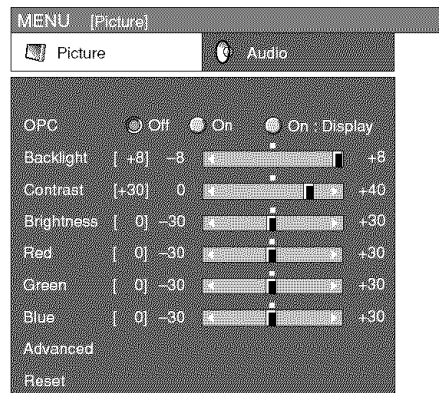 MENU [Picture]
Picture Audio
OPC Off On On : Display
Backlight [ +8] −8 +8
Contrast [+30] 0 +40
Brightness [ 0] −30 +30
Red [ 0] −30 +30
Green [ 0] −30 +30
Blue [ 0] −30 +30
Advanced
Reset